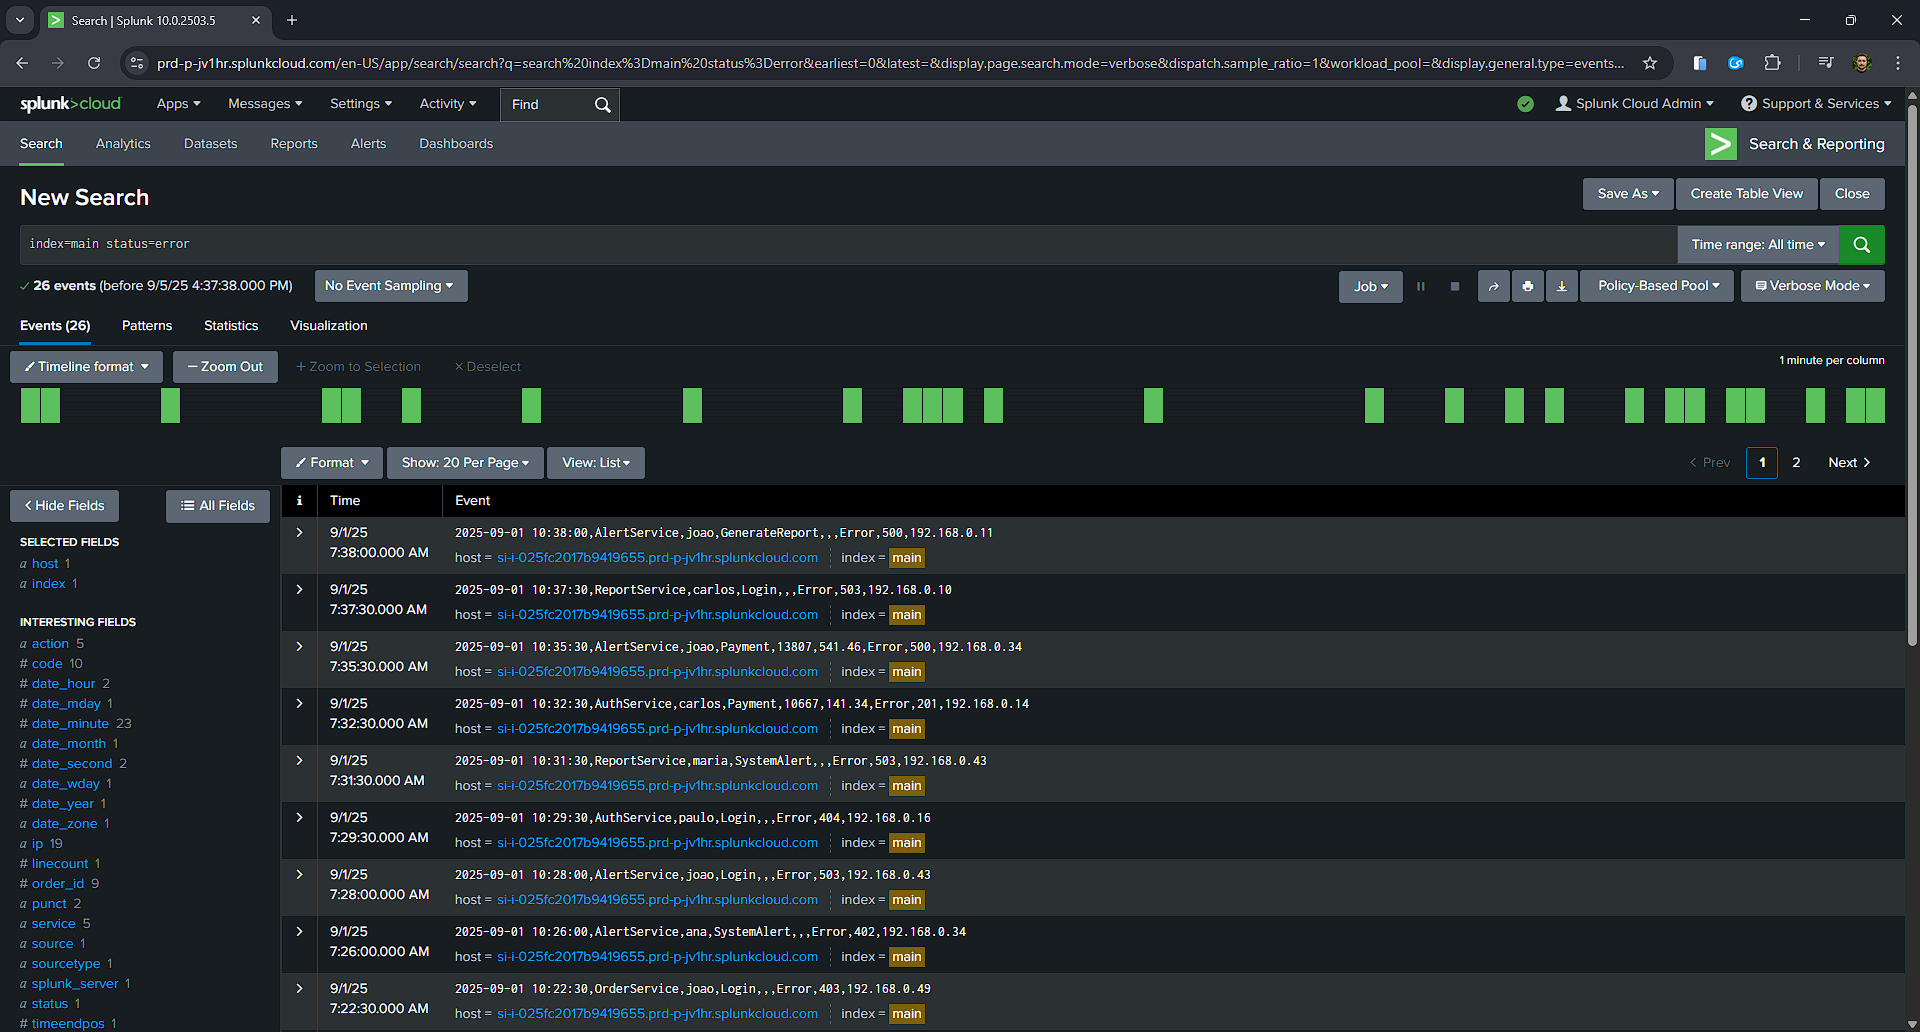 Search | Splunk 10.0.2503.5
prd-p-jv1hr.splunkcloud.com/en-US/app/search/search?q=search%20index%3Dmain%20status%3Derror&earliest=0&latest=&display.page.search.mode=verbose&dispatch.sample_ratio=1&workload_pool=&display.general.type=events...
splunk>cloud Apps Messages Settings Activity Find Splunk Cloud Admin Support & Services
Search Analytics Datasets Reports Alerts Dashboards Search & Reporting
New Search Save As Create Table View Close
index=main status=error Time range: All time
26 events (before 9/5/25 4:37:38.000 PM) No Event Sampling Job Policy-Based Pool Verbose Mode
Events (26) Patterns Statistics Visualization
Timeline format Zoom Out + Zoom to Selection × Deselect 1 minute per column
Format Show: 20 Per Page View: List < Prev 1 2 Next >
< Hide Fields All Fields
SELECTED FIELDS
a host 1
a index 1
INTERESTING FIELDS
a action 5
# code 10
# date_hour 2
# date_mday 1
# date_minute 23
a date_month 1
# date_second 2
a date_wday 1
# date_year 1
a date_zone 1
a ip 19
# linecount 1
# order_id 9
a punct 2
a service 5
a source 1
a sourcetype 1
a splunk_server 1
a status 1
# timeendpos 1
i Time Event
9/1/25 2025-09-01 10:38:00,AlertService,joao,GenerateReport,,,Error,500,192.168.0.11
7:38:00.000 AM host = si-i-025fc2017b9419655.prd-p-jv1hr.splunkcloud.com index = main
9/1/25 2025-09-01 10:37:30,ReportService,carlos,Login,,,Error,503,192.168.0.10
7:37:30.000 AM host = si-i-025fc2017b9419655.prd-p-jv1hr.splunkcloud.com index = main
9/1/25 2025-09-01 10:35:30,AlertService,joao,Payment,13807,541.46,Error,500,192.168.0.34
7:35:30.000 AM host = si-i-025fc2017b9419655.prd-p-jv1hr.splunkcloud.com index = main
9/1/25 2025-09-01 10:32:30,AuthService,carlos,Payment,10667,141.34,Error,201,192.168.0.14
7:32:30.000 AM host = si-i-025fc2017b9419655.prd-p-jv1hr.splunkcloud.com index = main
9/1/25 2025-09-01 10:31:30,ReportService,maria,SystemAlert,,,Error,503,192.168.0.43
7:31:30.000 AM host = si-i-025fc2017b9419655.prd-p-jv1hr.splunkcloud.com index = main
9/1/25 2025-09-01 10:29:30,AuthService,paulo,Login,,,Error,404,192.168.0.16
7:29:30.000 AM host = si-i-025fc2017b9419655.prd-p-jv1hr.splunkcloud.com index = main
9/1/25 2025-09-01 10:28:00,AlertService,joao,Login,,,Error,503,192.168.0.43
7:28:00.000 AM host = si-i-025fc2017b9419655.prd-p-jv1hr.splunkcloud.com index = main
9/1/25 2025-09-01 10:26:00,AlertService,ana,SystemAlert,,,Error,402,192.168.0.34
7:26:00.000 AM host = si-i-025fc2017b9419655.prd-p-jv1hr.splunkcloud.com index = main
9/1/25 2025-09-01 10:22:30,OrderService,joao,Login,,,Error,403,192.168.0.49
7:22:30.000 AM host = si-i-025fc2017b9419655.prd-p-jv1hr.splunkcloud.com index = main